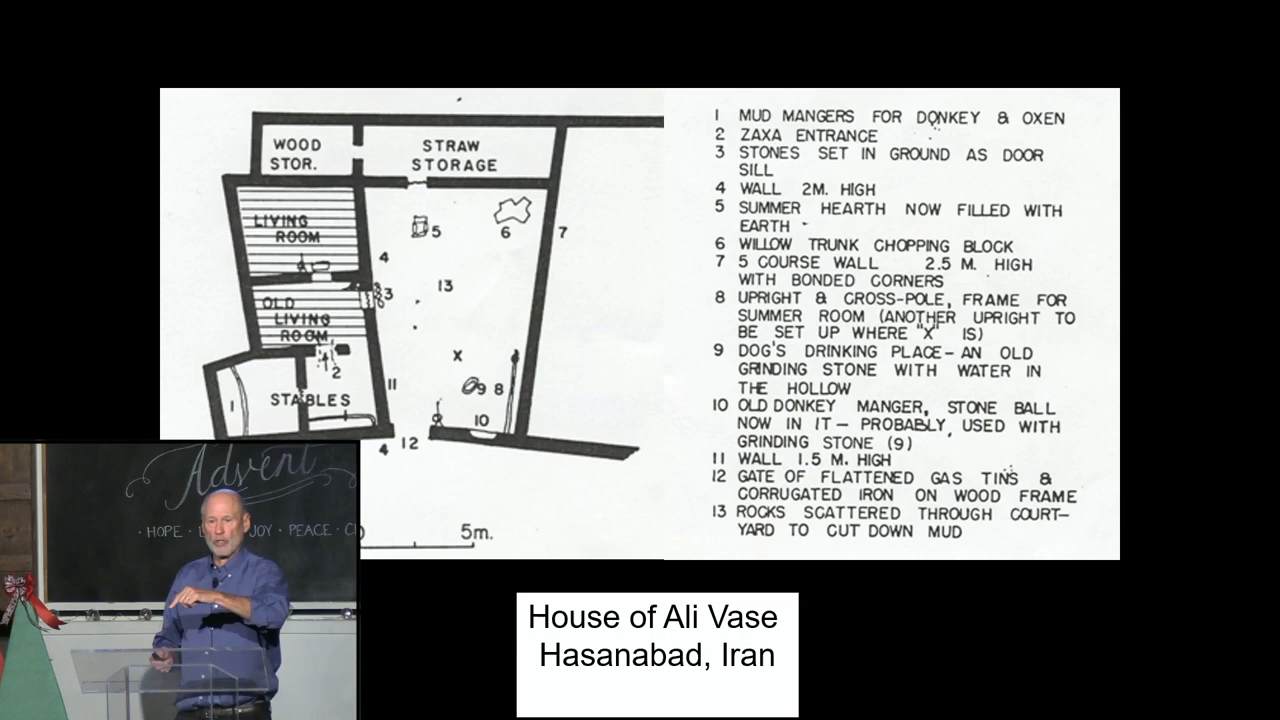 WOOD
STOR.
STRAW
STORAGE
LIVING
ROOM
5
6
7
4
3
13
OLD
LIVING
ROOM
2
X
11
9 8
1
STABLES
1
10
12
4
5m.
1 MUD MANGERS FOR DONKEY & OXEN
2 ZAXA ENTRANCE
3 STONES SET IN GROUND AS DOOR
SILL
4 WALL 2M. HIGH
5 SUMMER HEARTH NOW FILLED WITH
EARTH
6 WILLOW TRUNK CHOPPING BLOCK
7 5 COURSE WALL 2.5 M. HIGH
WITH BONDED CORNERS
8 UPRIGHT & CROSS-POLE, FRAME FOR
SUMMER ROOM (ANOTHER UPRIGHT TO
BE SET UP WHERE "X" IS)
9 DOG'S DRINKING PLACE- AN OLD
GRINDING STONE WITH WATER IN
THE HOLLOW
10 OLD DONKEY MANGER, STONE BALL
NOW IN IT- PROBABLY USED WITH
GRINDING STONE (9)
11 WALL 1.5 M. HIGH
12 GATE OF FLATTENED GAS TINS &
CORRUGATED IRON ON WOOD FRAME
13 ROCKS SCATTERED THROUGH COURT-
YARD TO CUT DOWN MUD
Advent
· HOPE · JOY · PEACE ·
House of Ali Vase
Hasanabad, Iran